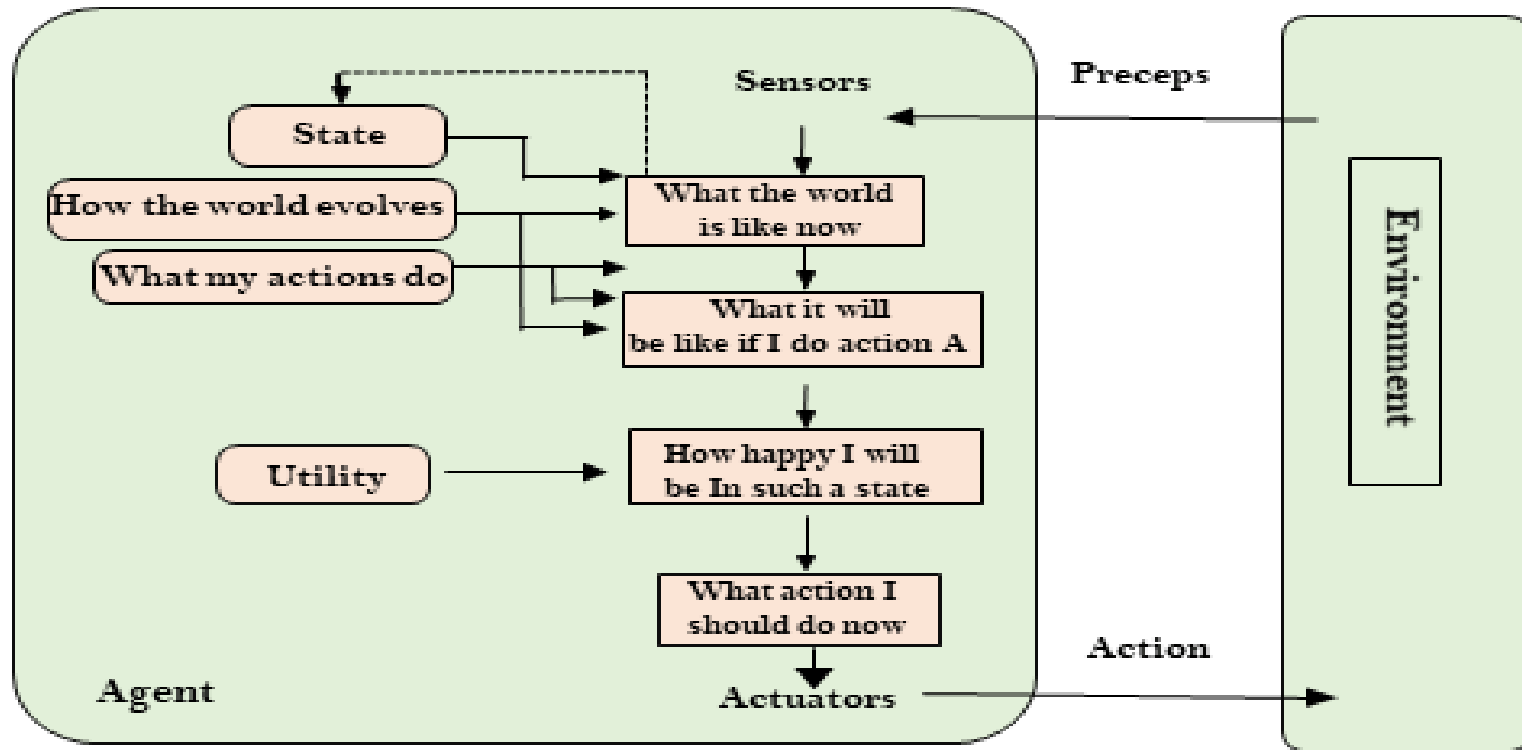 Sensors
Preceps
State
What the world
is like now
How the world evolves
What my actions do
What it will
be like if I do action A
Environment
How happy I will
be In such a state
Utility
What action I
should do now
Action
Agent
Actuators